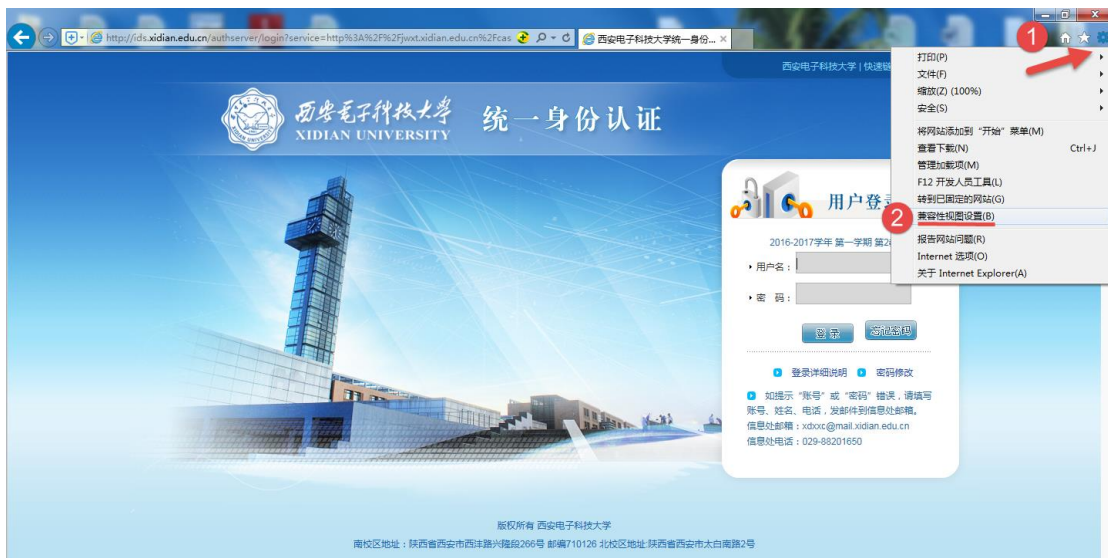 http://ids.xidian.edu.cn/authserver/login?service=http%3A%2F%2Fjwxt.xidian.edu.cn%2Fcas
西安电子科技大学统一身份...
1
西安电子科技大学 | 快速链
打印(P)
文件(F)
缩放(Z) (100%)
安全(S)
将网站添加到“开始”菜单(M)
查看下载(N) Ctrl+J
管理加载项(M)
F12 开发人员工具(L)
转到已固定的网站(G)
2
兼容性视图设置(B)
报告网站问题(R)
Internet 选项(O)
关于 Internet Explorer(A)
西安电子科技大学
XIDIAN UNIVERSITY
统一身份认证
用户登
2016-2017学年 第一学期 第2
用户名：
密 码：
登 录 忘记密码
登录详细说明 密码修改
如提示 “账号” 或 “密码” 错误，请填写
账号、姓名、电话，发邮件到信息处邮箱。
信息处邮箱：xdxxc@mail.xidian.edu.cn
信息处电话：029-88201650
版权所有 西安电子科技大学
南校区地址：陕西省西安市西沣路兴隆段266号 邮编710126 北校区地址:陕西省西安市太白南路2号